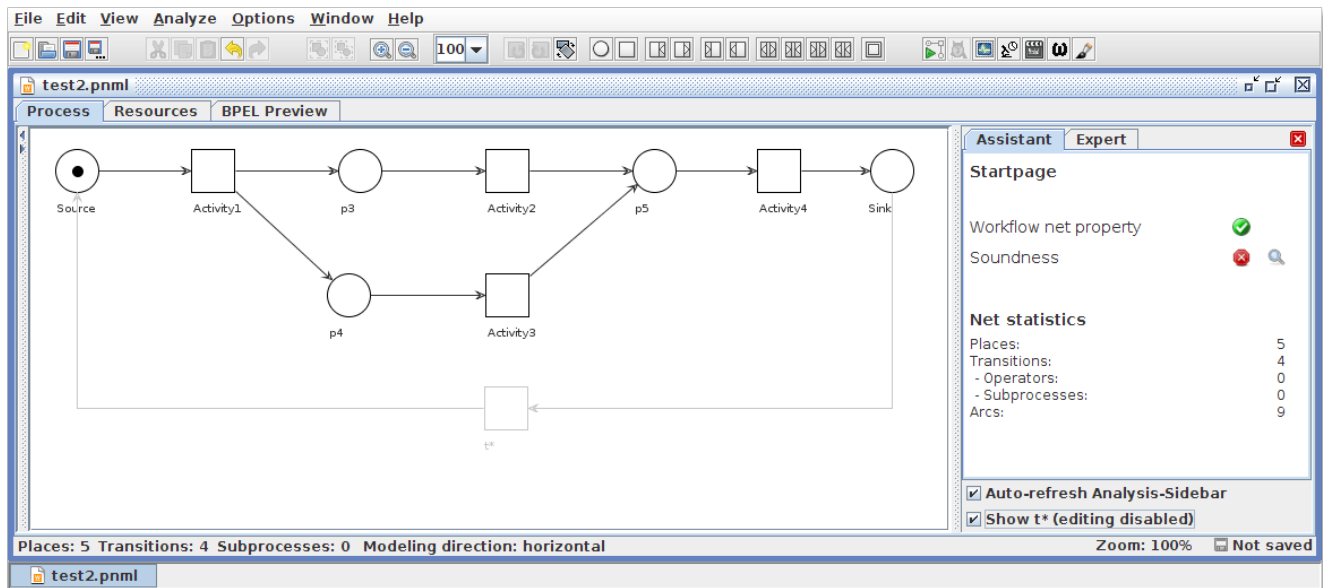 File Edit View Analyze Options Window Help
100
ω
test2.pnml
Process Resources BPEL Preview
Assistant Expert
Startpage
Workflow net property
Soundness
Net statistics
Places: 5
Transitions: 4
- Operators: 0
- Subprocesses: 0
Arcs: 9
Source Activity1 p3 Activity2 p5 Activity4 Sink
p4 Activity3
t*
Auto-refresh Analysis-Sidebar
Show t* (editing disabled)
Places: 5 Transitions: 4 Subprocesses: 0 Modeling direction: horizontal Zoom: 100% Not saved
test2.pnml